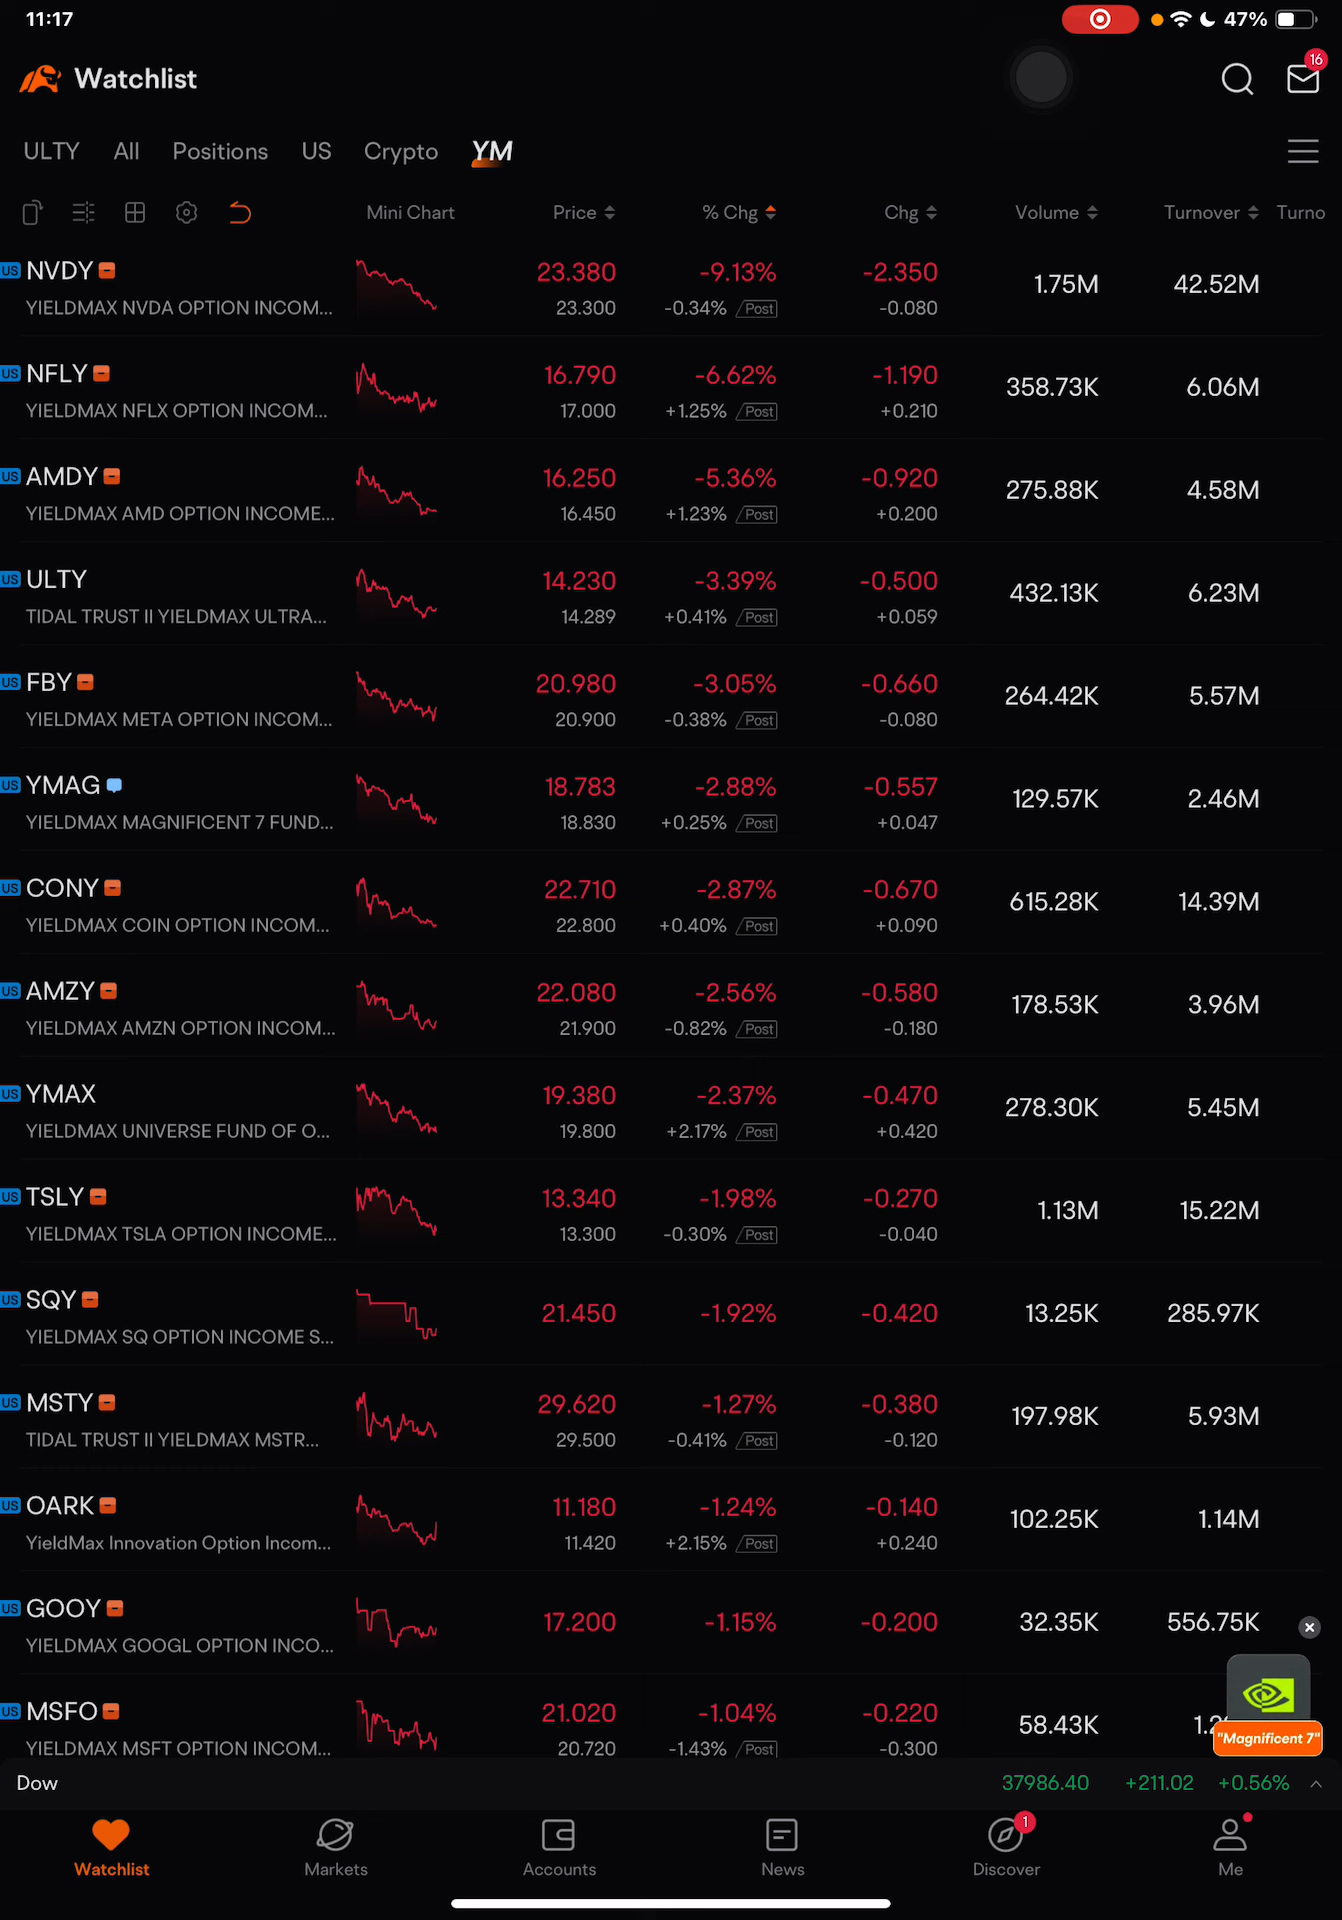 11:17
47%
Watchlist
16
ULTY All Positions US Crypto YM
Mini Chart Price % Chg Chg Volume Turnover Turno
US NVDY 23.380 -9.13% -2.350 1.75M 42.52M
YIELDMAX NVDA OPTION INCOM... 23.300 -0.34% Post -0.080
US NFLY 16.790 -6.62% -1.190 358.73K 6.06M
YIELDMAX NFLX OPTION INCOM... 17.000 +1.25% Post +0.210
US AMDY 16.250 -5.36% -0.920 275.88K 4.58M
YIELDMAX AMD OPTION INCOME... 16.450 +1.23% Post +0.200
US ULTY 14.230 -3.39% -0.500 432.13K 6.23M
TIDAL TRUST II YIELDMAX ULTRA... 14.289 +0.41% Post +0.059
US FBY 20.980 -3.05% -0.660 264.42K 5.57M
YIELDMAX META OPTION INCOM... 20.900 -0.38% Post -0.080
US YMAG 18.783 -2.88% -0.557 129.57K 2.46M
YIELDMAX MAGNIFICENT 7 FUND... 18.830 +0.25% Post +0.047
US CONY 22.710 -2.87% -0.670 615.28K 14.39M
YIELDMAX COIN OPTION INCOM... 22.800 +0.40% Post +0.090
US AMZY 22.080 -2.56% -0.580 178.53K 3.96M
YIELDMAX AMZN OPTION INCOM... 21.900 -0.82% Post -0.180
US YMAX 19.380 -2.37% -0.470 278.30K 5.45M
YIELDMAX UNIVERSE FUND OF O... 19.800 +2.17% Post +0.420
US TSLY 13.340 -1.98% -0.270 1.13M 15.22M
YIELDMAX TSLA OPTION INCOME... 13.300 -0.30% Post -0.040
US SQY 21.450 -1.92% -0.420 13.25K 285.97K
YIELDMAX SQ OPTION INCOME S...
US MSTY 29.620 -1.27% -0.380 197.98K 5.93M
TIDAL TRUST II YIELDMAX MSTR... 29.500 -0.41% Post -0.120
US OARK 11.180 -1.24% -0.140 102.25K 1.14M
YieldMax Innovation Option Incom... 11.420 +2.15% Post +0.240
US GOOY 17.200 -1.15% -0.200 32.35K 556.75K
YIELDMAX GOOGL OPTION INCO...
US MSFO 21.020 -1.04% -0.220 58.43K
YIELDMAX MSFT OPTION INCOM... 20.720 -1.43% Post -0.300
"Magnificent 7"
Dow 37986.40 +211.02 +0.56%
1
Watchlist Markets Accounts News Discover Me